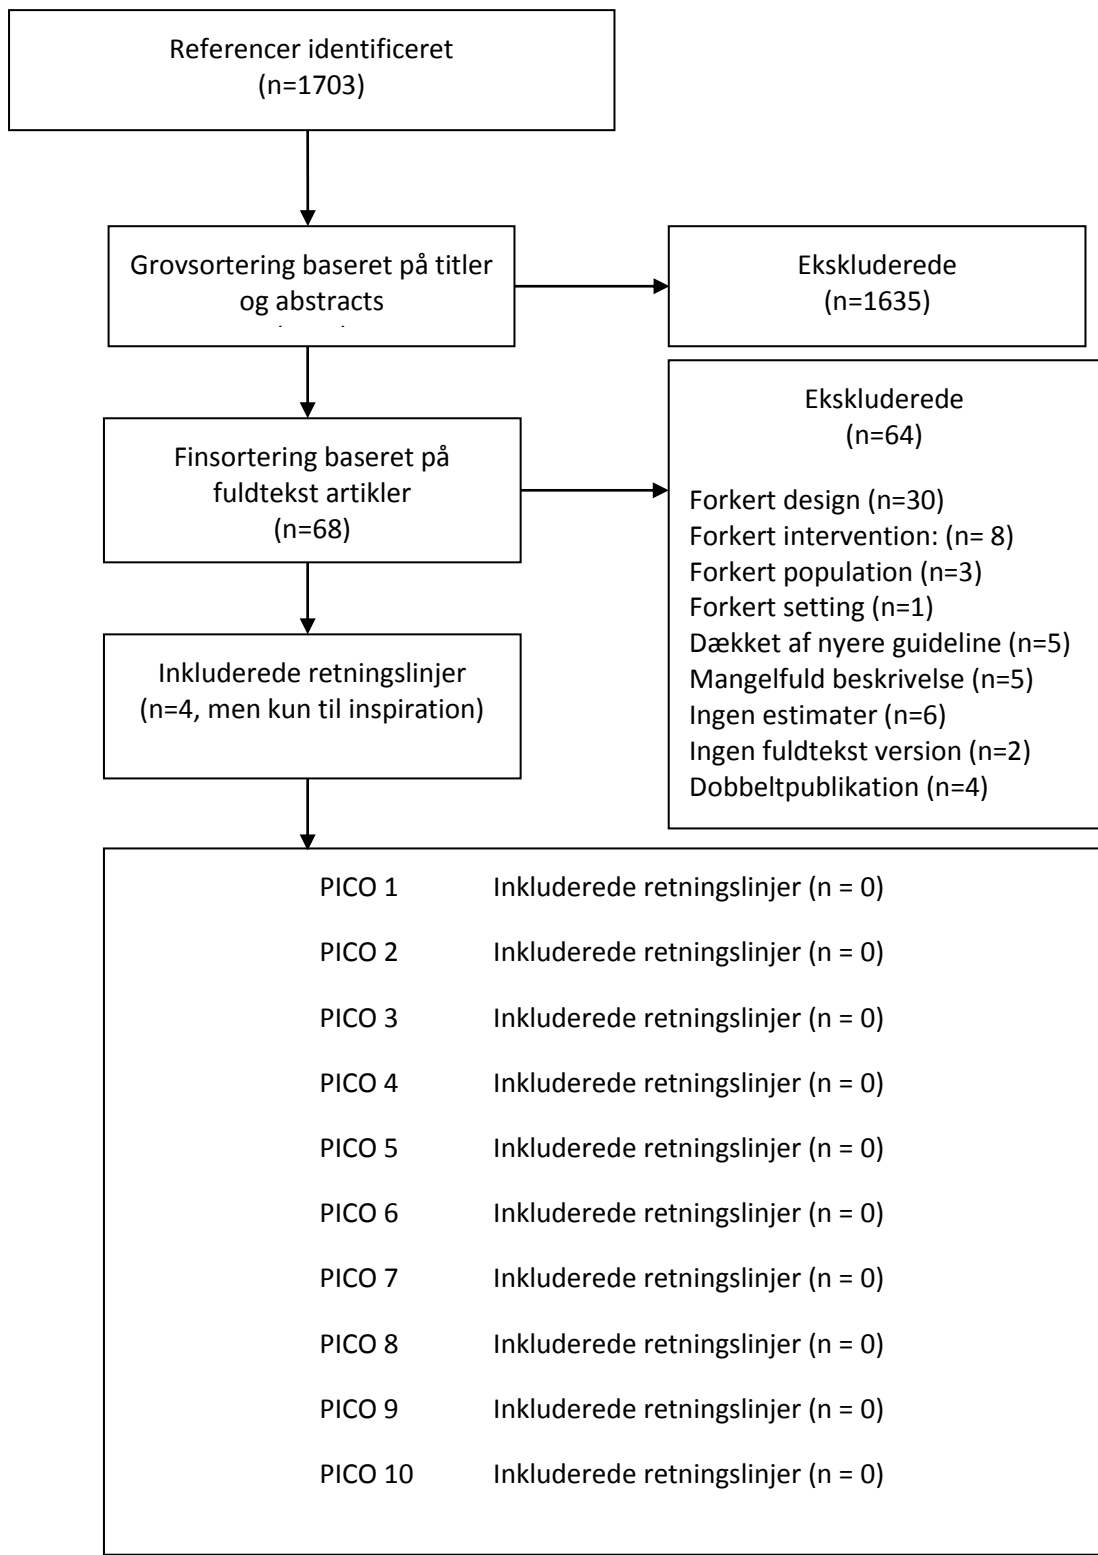 Referencer identificeret
(n=1703)
Grovsortering baseret på titler
og abstracts
Ekskluderede
(n=1635)
Finsortering baseret på
fuldtekst artikler
(n=68)
Ekskluderede
(n=64)
Forkert design (n=30)
Forkert intervention: (n= 8)
Forkert population (n=3)
Forkert setting (n=1)
Dækket af nyere guideline (n=5)
Mangelfuld beskrivelse (n=5)
Ingen estimater (n=6)
Ingen fuldtekst version (n=2)
Dobbeltpublikation (n=4)
Inkluderede retningslinjer
(n=4, men kun til inspiration)
PICO 1 Inkluderede retningslinjer (n = 0)
PICO 2 Inkluderede retningslinjer (n = 0)
PICO 3 Inkluderede retningslinjer (n = 0)
PICO 4 Inkluderede retningslinjer (n = 0)
PICO 5 Inkluderede retningslinjer (n = 0)
PICO 6 Inkluderede retningslinjer (n = 0)
PICO 7 Inkluderede retningslinjer (n = 0)
PICO 8 Inkluderede retningslinjer (n = 0)
PICO 9 Inkluderede retningslinjer (n = 0)
PICO 10 Inkluderede retningslinjer (n = 0)